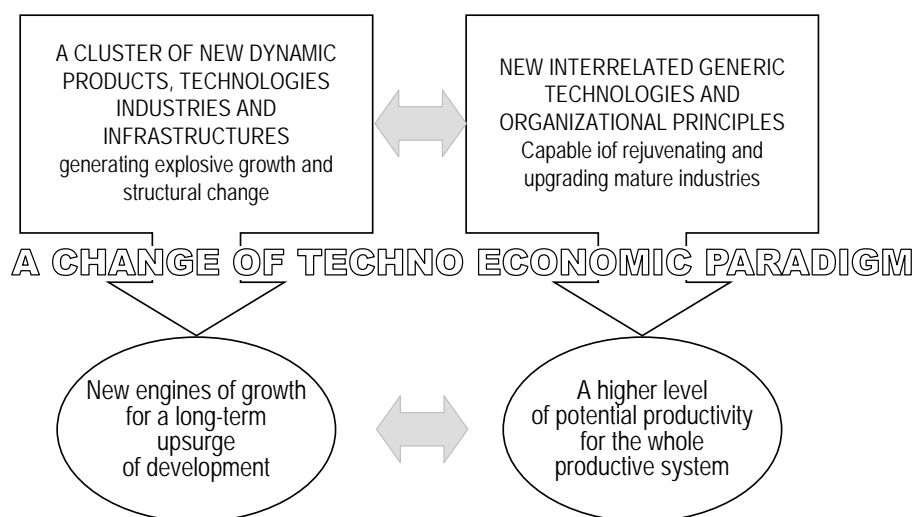 A CLUSTER OF NEW DYNAMIC
PRODUCTS, TECHNOLOGIES
INDUSTRIES AND
INFRASTRUCTURES
generating explosive growth and
structural change
NEW INTERRELATED GENERIC
TECHNOLOGIES AND
ORGANIZATIONAL PRINCIPLES
Capable iof rejuvenating and
upgrading mature industries
A CHANGE OF TECHNO ECONOMIC PARADIGM
New engines of growth
for a long-term
upsurge
of development
A higher level
of potential productivity
for the whole
productive system